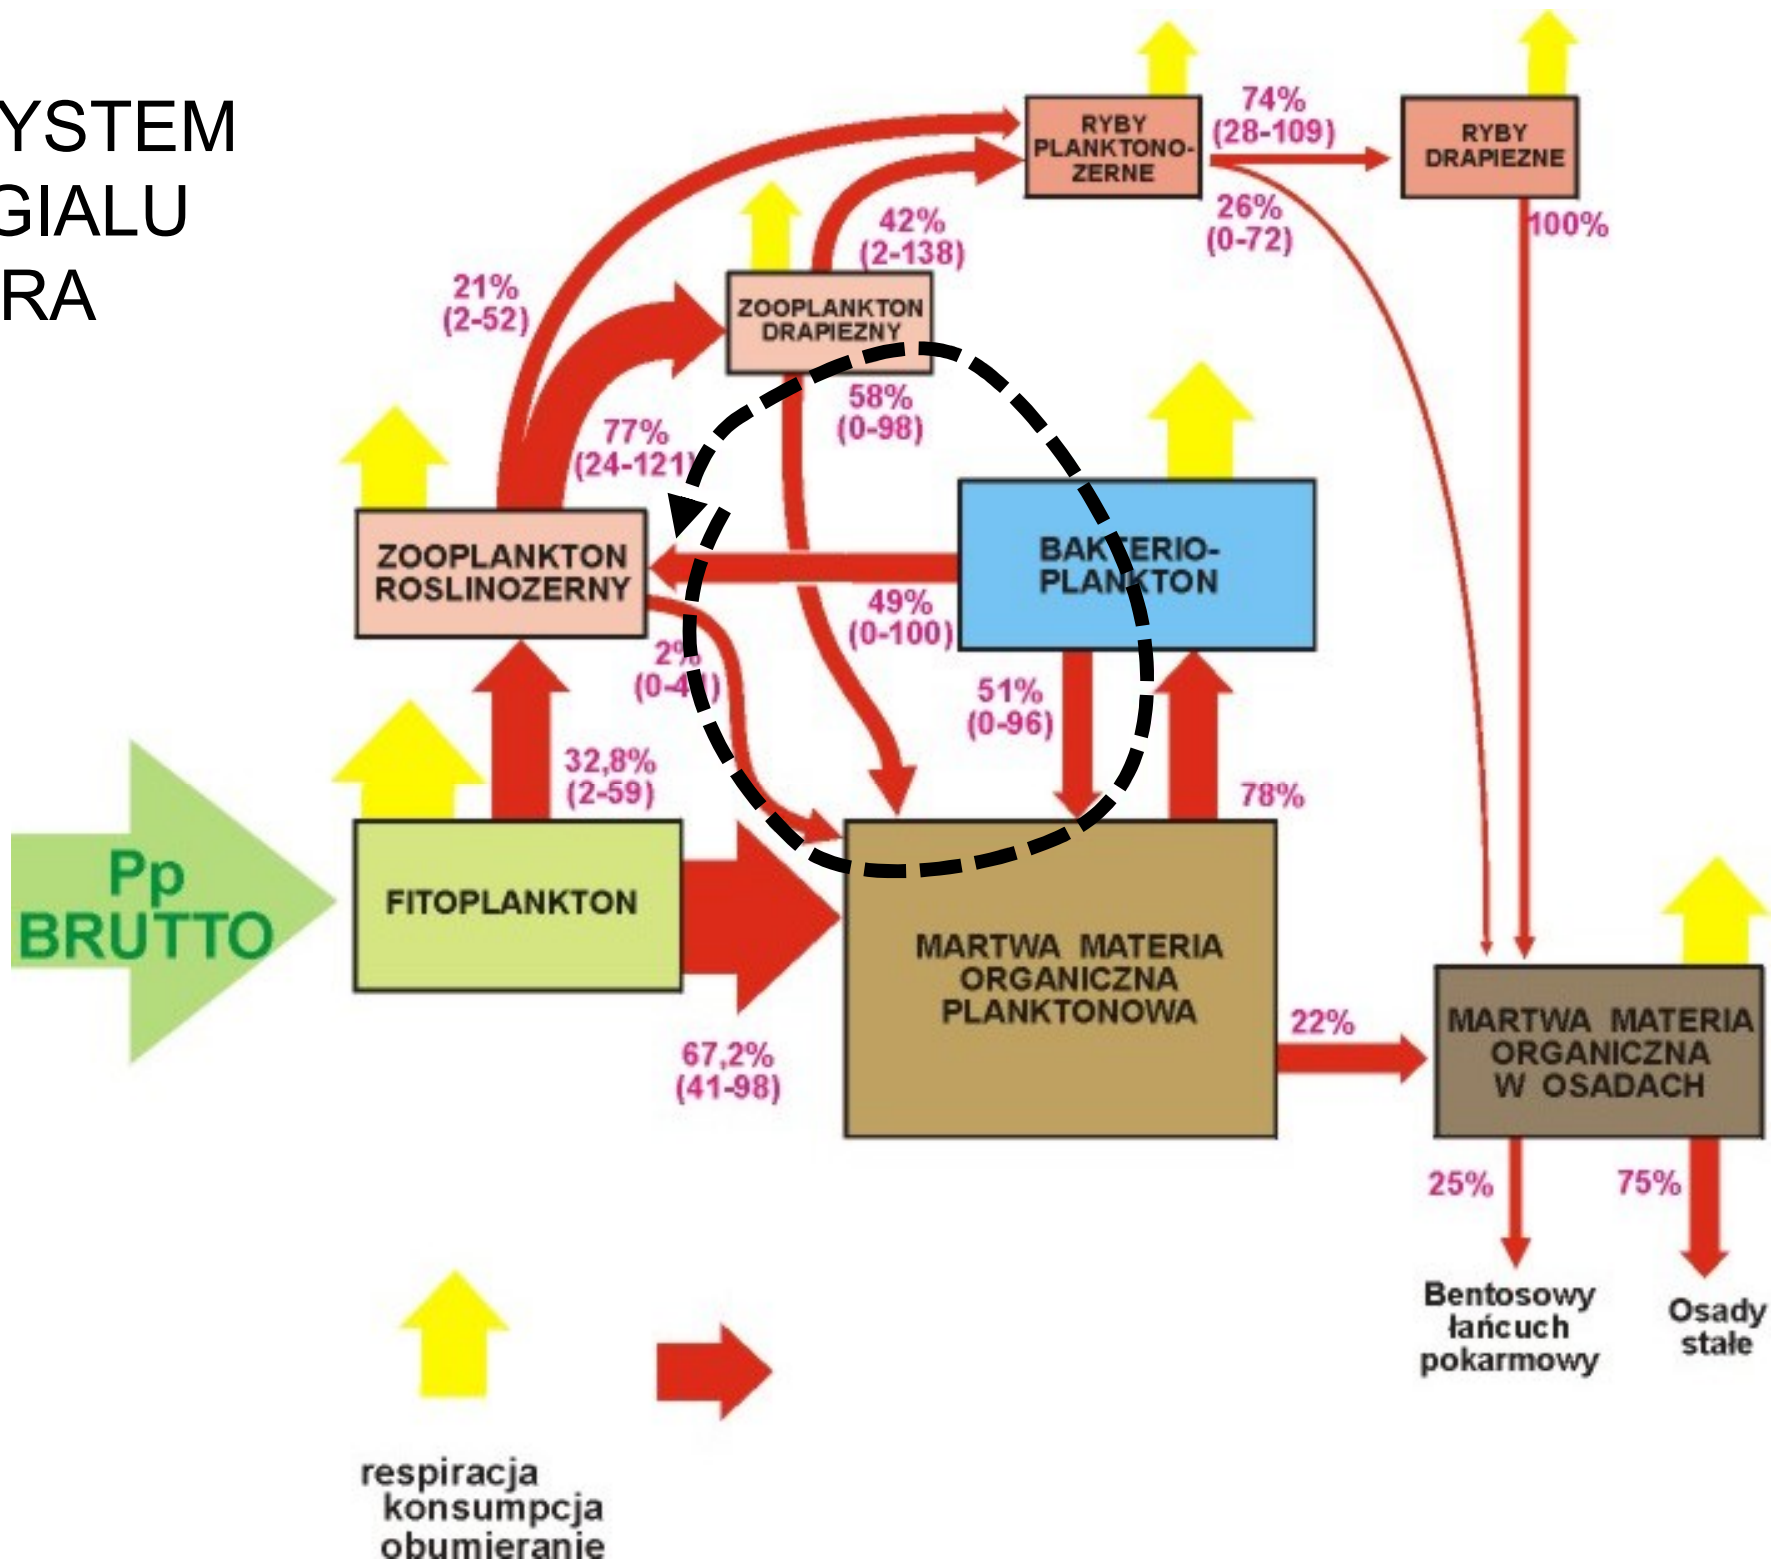 YSTEM
GIALU
RA
RYBY
PLANKTONO-
ZERNE
74%
(28-109)
RYBY
DRAPIEZNE
26%
(0-72)
100%
42%
(2-138)
21%
(2-52)
ZOOPLANKTON
DRAPIEZNY
58%
(0-98)
77%
(24-121)
ZOOPLANKTON
ROSLINOZERNY
BAKTERIO-
PLANKTON
49%
(0-100)
2%
51%
(0-96)
32,8%
(2-59)
78%
Pp
BRUTTO
FITOPLANKTON
MARTWA MATERIA
ORGANICZNA
PLANKTONOWA
67,2%
(41-98)
22%
MARTWA MATERIA
ORGANICZNA
W OSADACH
25%
75%
Bentosowy
łańcuch
pokarmowy
Osady
stałe
respiracja
konsumpcja
obumieranie